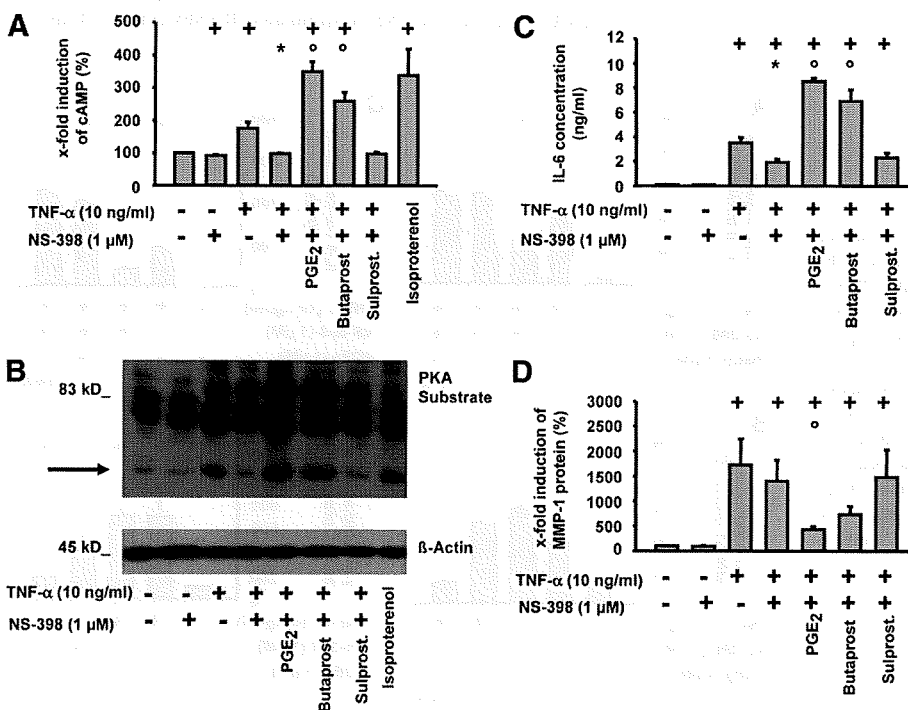 A
x-fold induction
of cAMP (%)
500
400
300
200
100
0
+ + + + +
* ° °
TNF-α (10 ng/ml) - - + + + + +
NS-398 (1 µM) - + - + + + +
PGE2
Butaprost
Sulprost.
Isoproterenol
B
83 kD_
PKA
Substrate
45 kD_
ß-Actin
TNF-α (10 ng/ml) - - + + + + +
NS-398 (1 µM) - + - + + + +
PGE2
Butaprost
Sulprost.
Isoproterenol
C
IL-6 concentration
(ng/ml)
12
10
8
6
4
2
0
+ + + + +
* ° °
TNF-α (10 ng/ml) - - + + + + +
NS-398 (1 µM) - + - + + + +
PGE2
Butaprost
Sulprost.
D
x-fold induction of
MMP-1 protein (%)
3000
2500
2000
1500
1000
500
0
+ + + + +
°
TNF-α (10 ng/ml) - - + + + + +
NS-398 (1 µM) - + - + + + +
PGE2
Butaprost
Sulprost.